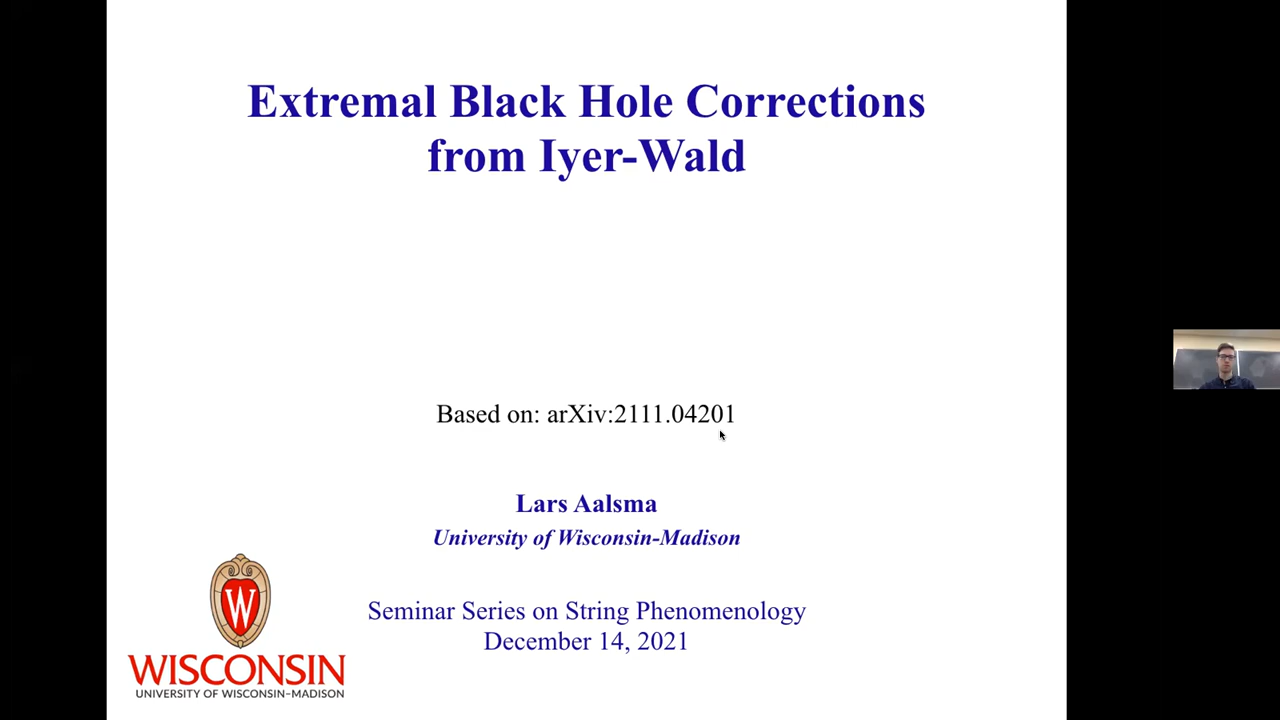 Extremal Black Hole Corrections
from Iyer-Wald
Based on: arXiv:2111.04201
Lars Aalsma
University of Wisconsin-Madison
W
WISCONSIN
UNIVERSITY OF WISCONSIN–MADISON
Seminar Series on String Phenomenology
December 14, 2021